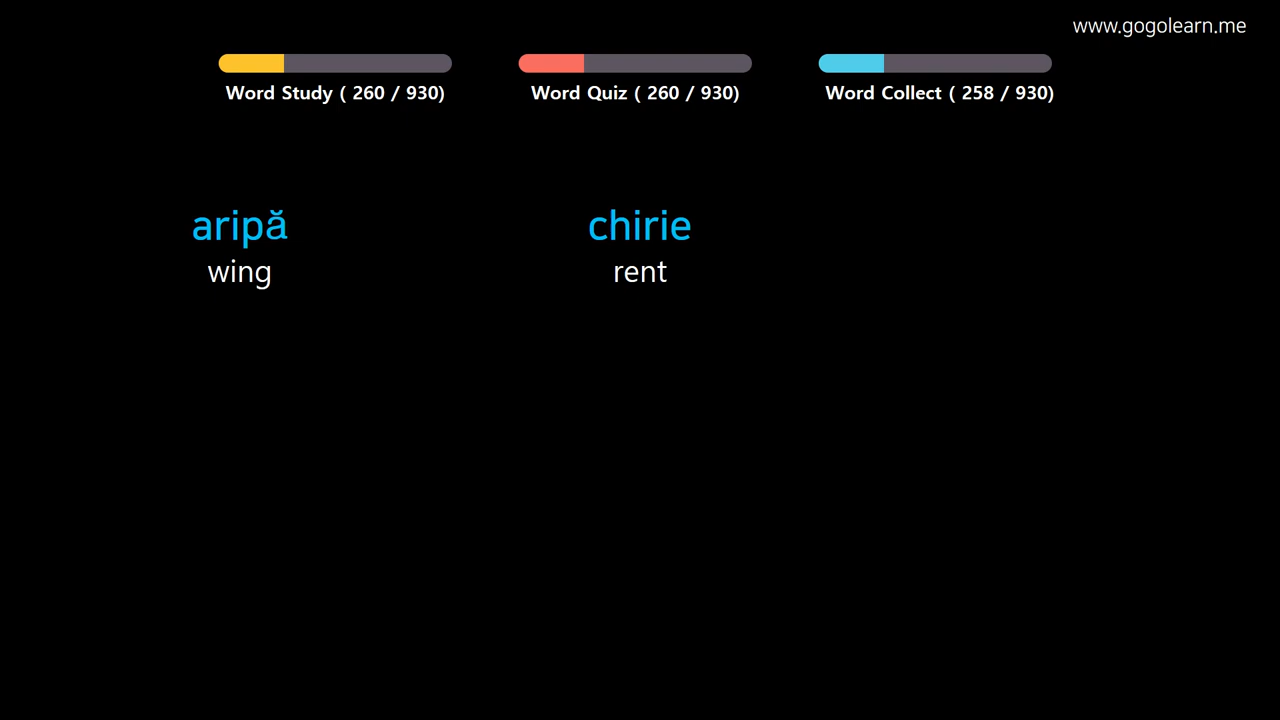 www.gogolearn.me
Word Study ( 260 / 930)
Word Quiz ( 260 / 930)
Word Collect ( 258 / 930)
aripă
wing
chirie
rent